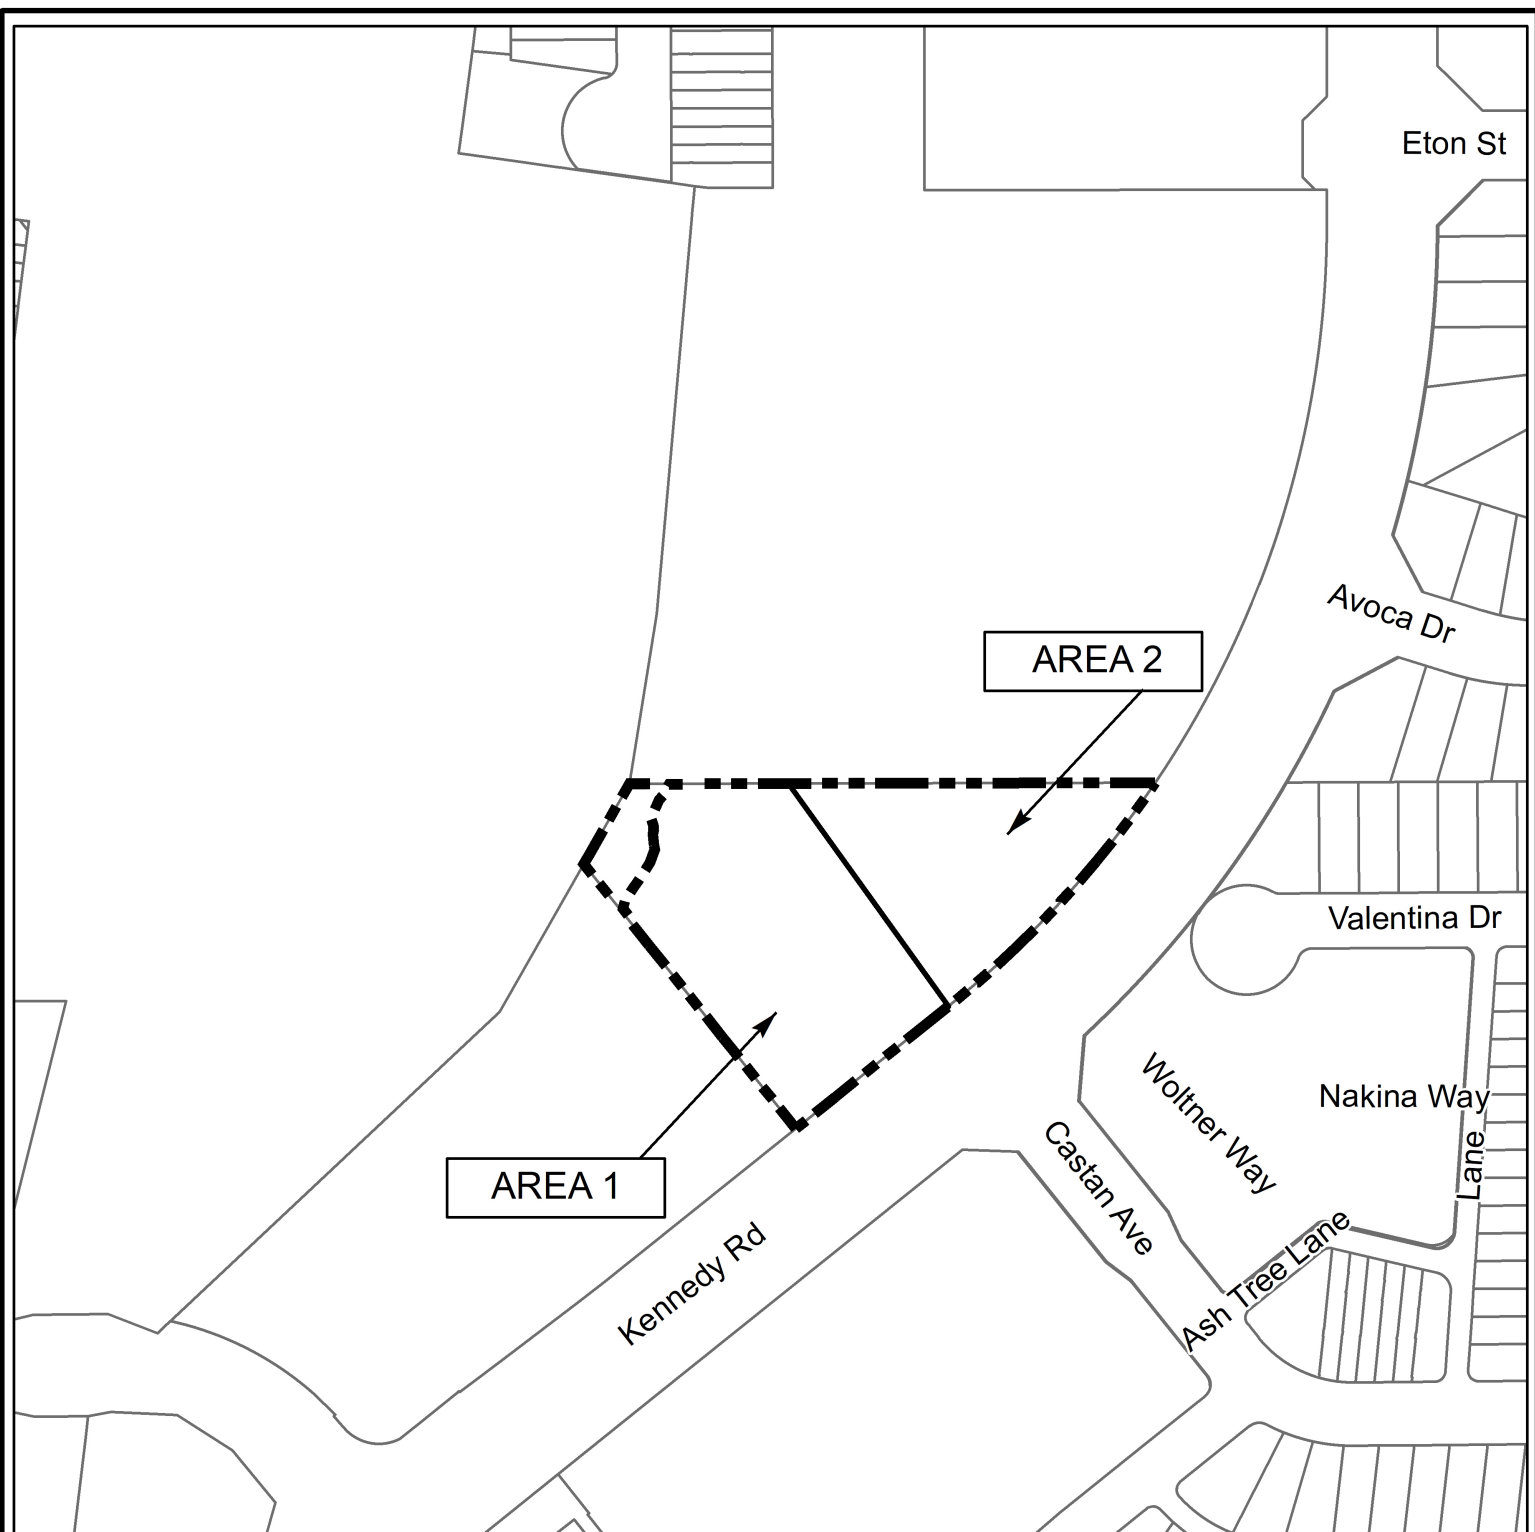 Eton St
Avoca Dr
AREA 2
Valentina Dr
Woltner Way
Nakina Way
Castan Ave
Lane
AREA 1
Kennedy Rd
Ash Tree Lane